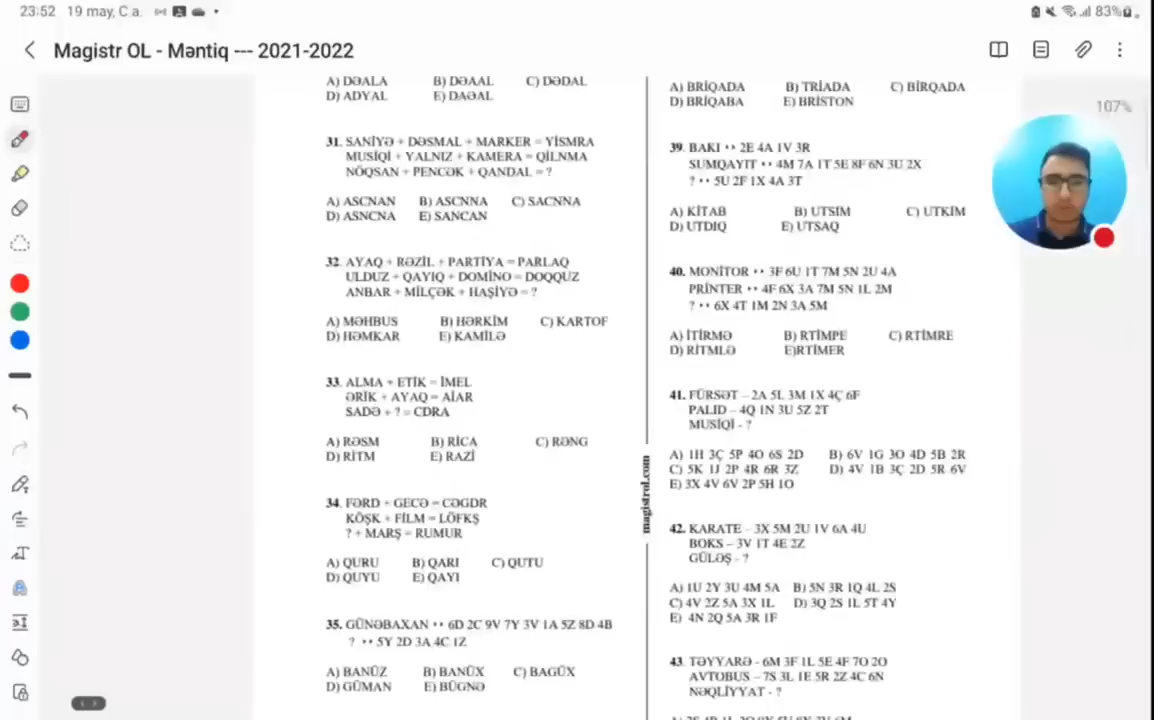 23:52 19 may, C.a.
83%
Magistr OL - Məntiq --- 2021-2022
107%
A) DƏALA B) DƏAAL C) DƏDAL
D) ADYAL E) DAƏAL
31. SANİYƏ + DƏSMAL + MARKER = YİSMRA
MUSİQİ + YALNIZ + KAMERA = QİLNMA
NÖQSAN + PENCƏK + QANDAL = ?
A) ASCNAN B) ASCNNA C) SACNNA
D) ASNCNA E) SANCAN
32. AYAQ + RƏZİL + PARTİYA = PARLAQ
ULDUZ + QAYIQ + DOMİNO = DOQQUZ
ANBAR + MİLÇƏK + HAŞİYƏ = ?
A) MƏHBUS B) HƏRKİM C) KARTOF
D) HƏMKAR E) KAMİLƏ
33. ALMA + ETİK = İMEL
ƏRİK + AYAQ = AİAR
SADƏ + ? = CDRA
A) RƏSM B) RİCA C) RƏNG
D) RİTM E) RAZİ
34. FƏRD + GECƏ = CƏGDR
KÖŞK + FİLM = LÖFKŞ
? + MARŞ = RUMUR
A) QURU B) QARI C) QUTU
D) QUYU E) QAYI
35. GÜNƏBAXAN •• 6D 2C 9V 7Y 3V 1A 5Z 8D 4B
? •• 5Y 2D 3A 4C 1Z
A) BANÜZ B) BANÜX C) BAGÜX
D) GÜMAN E) BÜGNƏ
magistrol.com
A) BRİQADA B) TRİADA C) BİRQADA
D) BRİQABA E) BRİSTON
39. BAKI •• 2E 4A 1V 3R
SUMQAYIT •• 4M 7A 1T 5E 8F 6N 3U 2X
? •• 5U 2F 1X 4A 3T
A) KİTAB B) UTSIM C) UTKİM
D) UTDIQ E) UTSAQ
40. MONİTOR •• 3F 6U 1T 7M 5N 2U 4A
PRİNTER •• 4F 6X 3A 7M 5N 1L 2M
? •• 6X 4T 1M 2N 3A 5M
A) İTİRMƏ B) RTİMPE C) RTİMRE
D) RİTMLƏ E)RTİMER
41. FÜRSƏT – 2A 5L 3M 1X 4Ç 6F
PALID – 4Q 1N 3U 5Z 2T
MUSİQİ - ?
A) 1H 3Ç 5P 4O 6S 2D B) 6V 1G 3O 4D 5B 2R
C) 5K 1J 2P 4R 6R 3Z D) 4V 1B 3Ç 2D 5R 6V
E) 3X 4V 6V 2P 5H 1O
42. KARATE – 3X 5M 2U 1V 6A 4U
BOKS – 3V 1T 4E 2Z
GÜLƏŞ - ?
A) 1U 2Y 3U 4M 5A B) 5N 3R 1Q 4L 2S
C) 4V 2Z 5A 3X 1L D) 3Q 2S 1L 5T 4Y
E) 4N 2Q 5A 3R 1F
43. TƏYYARƏ - 6M 3F 1L 5E 4F 7O 2O
AVTOBUS – 7S 3L 1E 5R 2Z 4C 6N
NƏQLİYYAT - ?